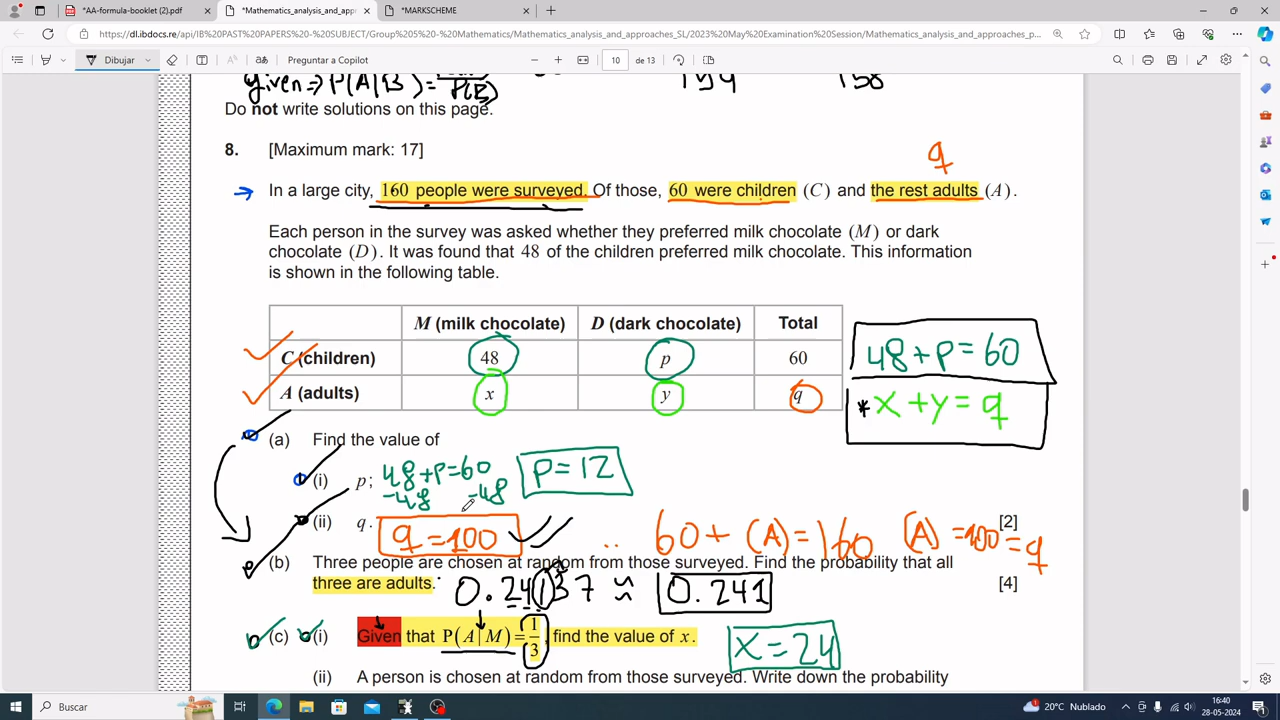 *AA-formula-booklet (2).pdf
*Mathematics_analysis_and_app
*MARKSCHEME
https://dl.ibdocs.re/api/IB%20PAST%20PAPERS%20-%20SUBJECT/Group%205%20-%20Mathematics/Mathematics_analysis_and_approaches_SL/2023%20May%20Examination%20Session/Mathematics_analysis_and_approaches_p...
Dibujar
Preguntar a Copilot
10
de 13
given => P(A|B) =
P(B)
194
158
Do not write solutions on this page.
8. [Maximum mark: 17]
q
In a large city, 160 people were surveyed. Of those, 60 were children (C) and the rest adults (A).
Each person in the survey was asked whether they preferred milk chocolate (M) or dark
chocolate (D). It was found that 48 of the children preferred milk chocolate. This information
is shown in the following table.
M (milk chocolate) D (dark chocolate) Total
C (children) 48 p 60
A (adults) x y q
48+p=60
*x+y=q
(a) Find the value of
(i) p; 48+p=60 P=12
-48 -48
(ii) q. q=100 .. 60+(A)=160 (A)=100=q [2]
(b) Three people are chosen at random from those surveyed. Find the probability that all
three are adults. 0.24137 ≈ 0.241 [4]
(c) (i) Given that P(A|M)=1/3, find the value of x. X=24
(ii) A person is chosen at random from those surveyed. Write down the probability
Buscar
20°C Nublado
16:40
28-05-2024